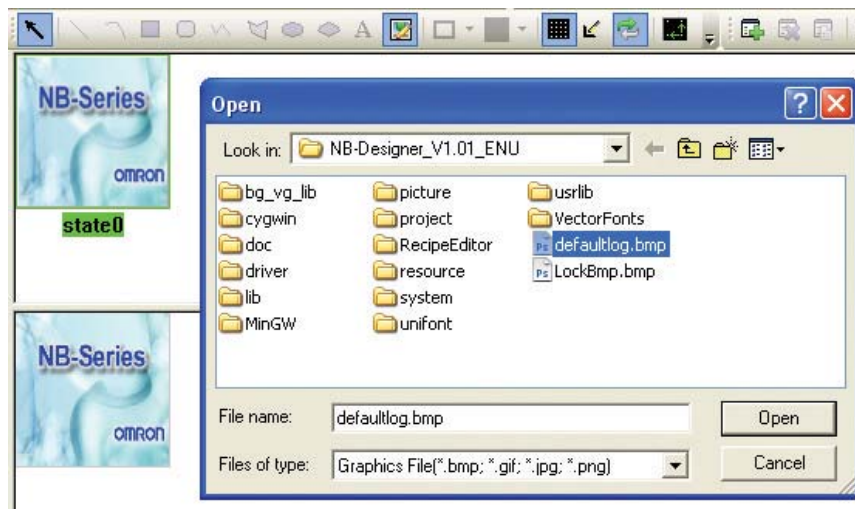 NB-Series
OMRON
state0
NB-Series
OMRON
Open
Look in: NB-Designer_V1.01_ENU
bg_vg_lib picture usrlib
cygwin project VectorFonts
doc RecipeEditor defaultlog.bmp
driver resource LockBmp.bmp
lib system
MinGW unifont
File name: defaultlog.bmp Open
Files of type: Graphics File(*.bmp; *.gif; *.jpg; *.png) Cancel